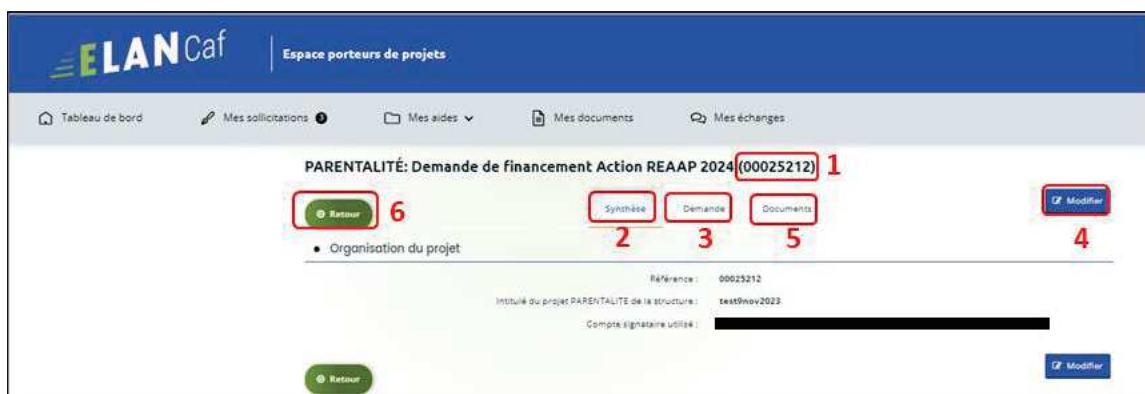 ELAN Caf
Espace porteurs de projets
Tableau de bord
Mes sollicitations
Mes aides
Mes documents
Mes échanges
PARENTALITÉ: Demande de financement Action REAAP 2024 (00025212) 1
Retour 6
Synthèse
Demande
Documents
Modifier
2
3
5
4
Organisation du projet
Référence : 00025212
Intitulé du projet PARENTALITE de la structure : test9nov2023
Compte signataire utilisé :
Retour
Modifier